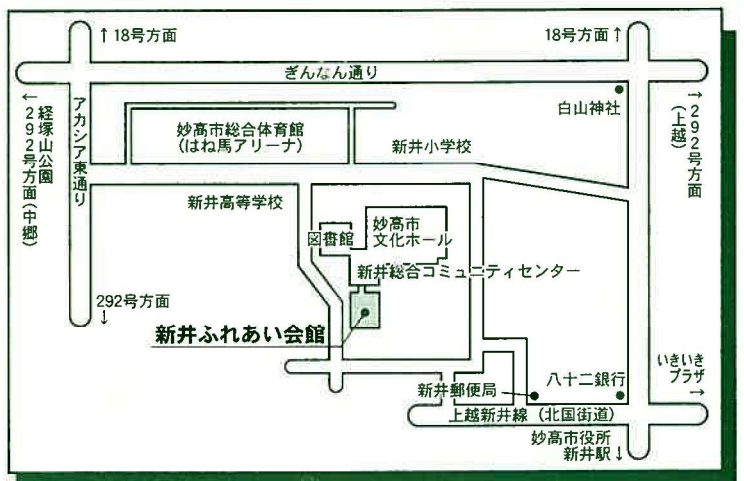 ↑18号方面
18号方面↑
ぎんなん通り
白山神社
←292号方面(中郷)
経塚山公園
アカシア東通り
妙高市総合体育館
(はね馬アリーナ)
新井小学校
→292号方面
(上越)
新井高等学校
図書館
妙高市
文化ホール
新井総合コミュニティセンター
292号方面
↓
新井ふれあい会館
いきいき
プラザ
→
新井郵便局
八十二銀行
上越新井線(北国街道)
妙高市役所
新井駅↓